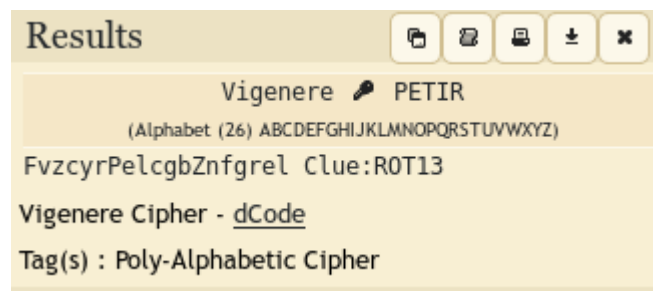 Results
Vigenere PETIR
(Alphabet (26) ABCDEFGHIJKLMNOPQRSTUVWXYZ)
FvzcyrPelcgbZnfgrel Clue:ROT13
Vigenere Cipher - dCode
Tag(s) : Poly-Alphabetic Cipher